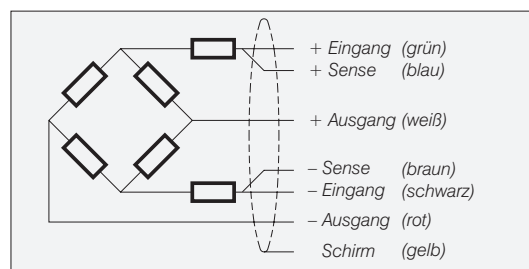 + Eingang (grün)
+ Sense (blau)
+ Ausgang (weiß)
– Sense (braun)
– Eingang (schwarz)
– Ausgang (rot)
Schirm (gelb)